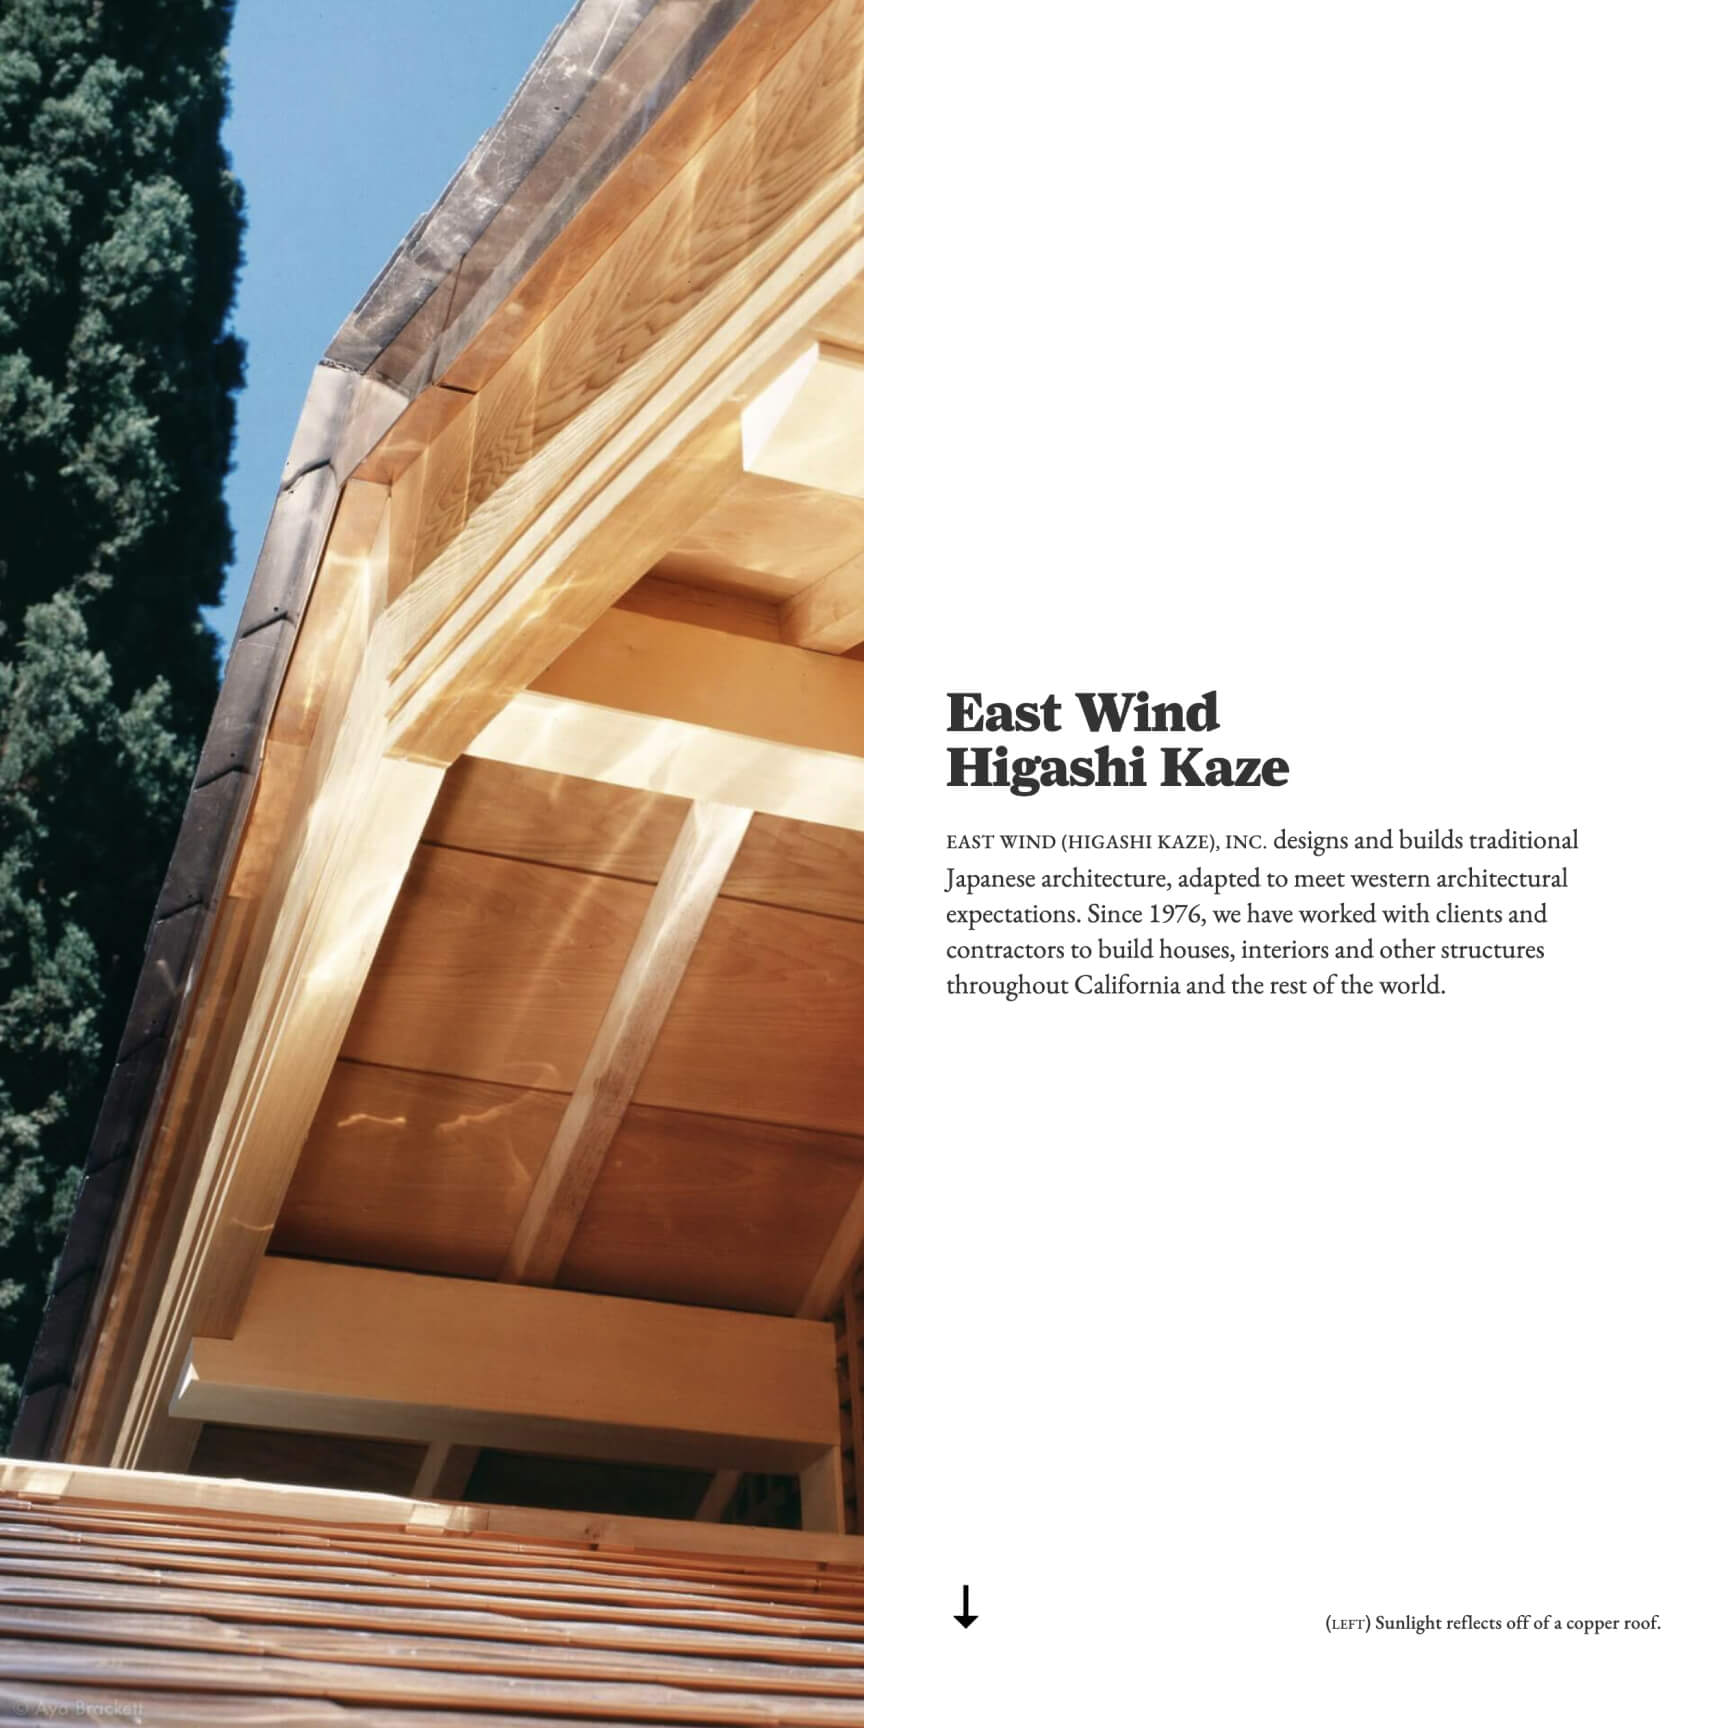 East Wind
Higashi Kaze
EAST WIND (HIGASHI KAZE), INC. designs and builds traditional
Japanese architecture, adapted to meet western architectural
expectations. Since 1976, we have worked with clients and
contractors to build houses, interiors and other structures
throughout California and the rest of the world.
(LEFT) Sunlight reflects off of a copper roof.
© Aya Brackett